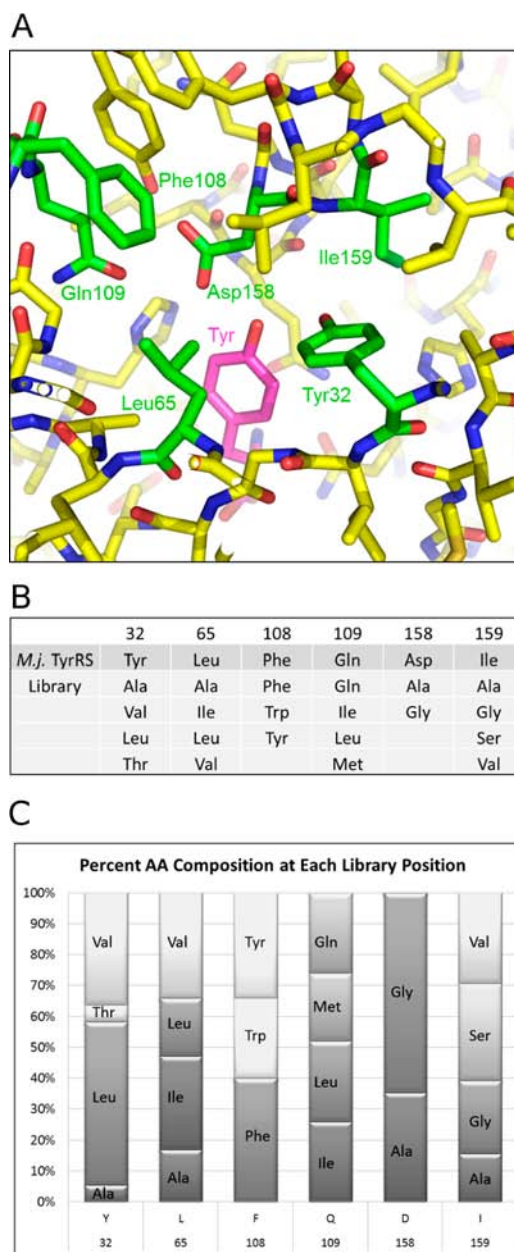 A
Phe108
Gln109
Asp158
Ile159
Tyr
Leu65
Tyr32
B
32 65 108 109 158 159
M.j. TyrRS Tyr Leu Phe Gln Asp Ile
Library Ala Ala Phe Gln Ala Ala
Val Ile Trp Ile Gly Gly
Leu Leu Tyr Leu Ser
Thr Val Met Val
C
Percent AA Composition at Each Library Position
100%
90%
80%
70%
60%
50%
40%
30%
20%
10%
0%
Val Val Tyr Gln Gly Val
Thr Leu Trp Met Ser
Leu Ile Phe Leu Gly
Ala Ala Ile Ala Ala
Y L F Q D I
32 65 108 109 158 159